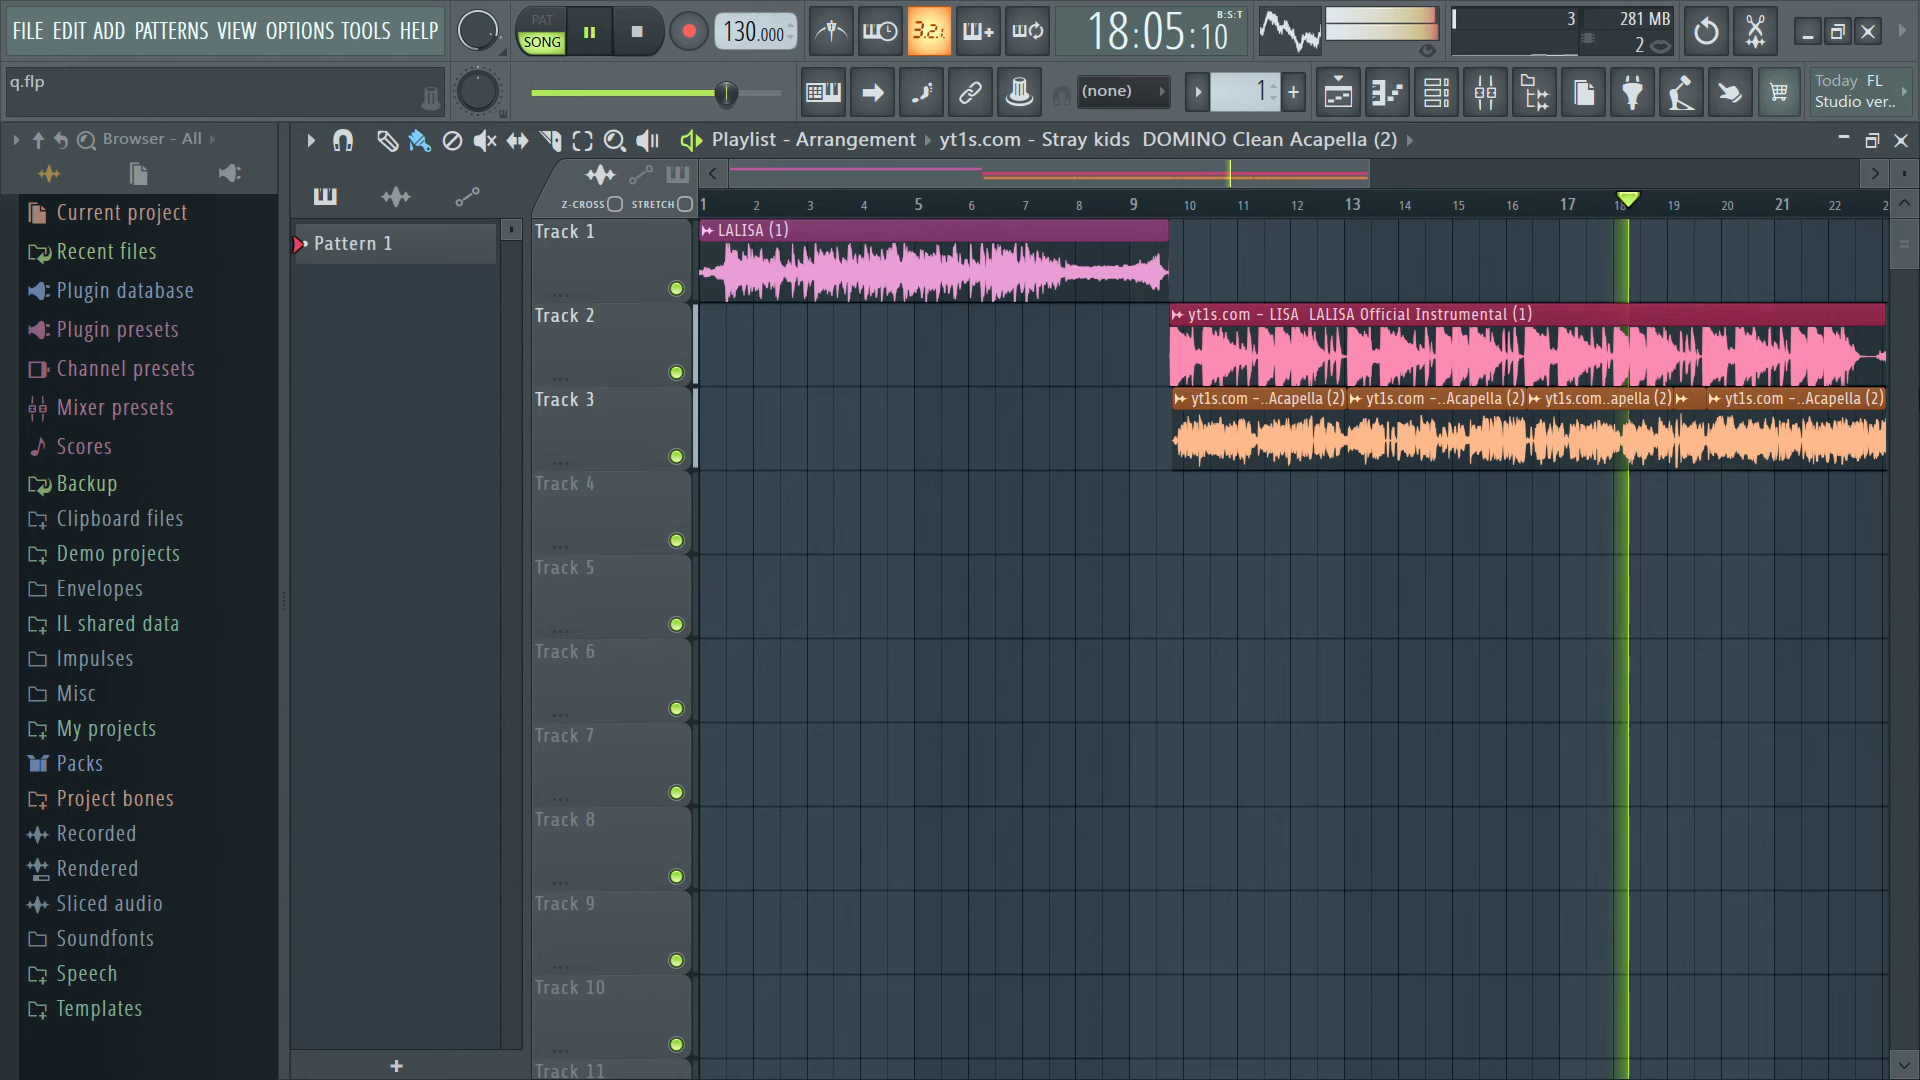 FILE EDIT ADD PATTERNS VIEW OPTIONS TOOLS HELP
PAT
SONG
130.000
3.2.1
18:05:10
B:S:T
3
281 MB
2
q.flp
(none)
1
Today FL
Studio ver..
Browser - All
Playlist - Arrangement › yt1s.com - Stray kids DOMINO Clean Acapella (2)
Z-CROSS
STRETCH
1 2 3 4 5 6 7 8 9 10 11 12 13 14 15 16 17 18 19 20 21 22 2
Current project
Recent files
Plugin database
Plugin presets
Channel presets
Mixer presets
Scores
Backup
Clipboard files
Demo projects
Envelopes
IL shared data
Impulses
Misc
My projects
Packs
Project bones
Recorded
Rendered
Sliced audio
Soundfonts
Speech
Templates
Pattern 1
Track 1
LALISA (1)
Track 2
yt1s.com - LISA LALISA Official Instrumental (1)
Track 3
yt1s.com -..Acapella (2)
yt1s.com -..Acapella (2)
yt1s.com..apella (2)
yt1s.com -..Acapella (2)
Track 4
Track 5
Track 6
Track 7
Track 8
Track 9
Track 10
Track 11